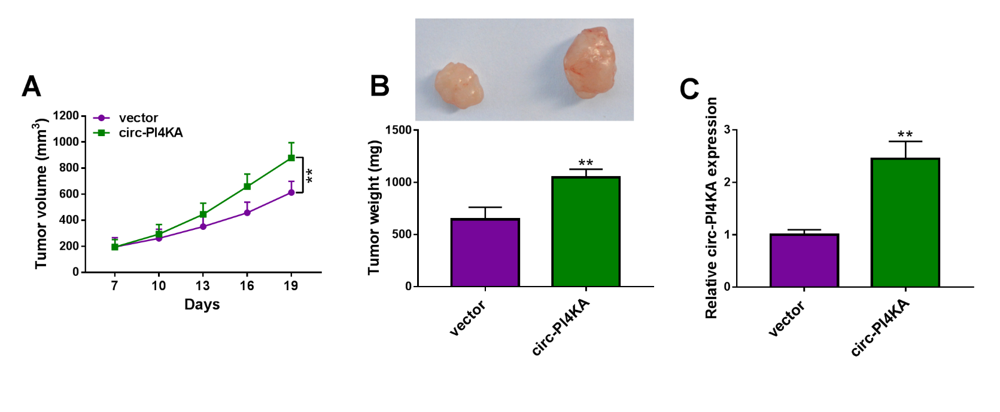 A
Tumor volume (mm3)
1200
1000
800
600
400
200
0
vector
circ-PI4KA
**
7 10 13 16 19
Days
B
Tumor weight (mg)
1500
1000
500
0
**
vector
circ-PI4KA
C
Relative circ-PI4KA expression
3
2
1
0
**
vector
circ-PI4KA